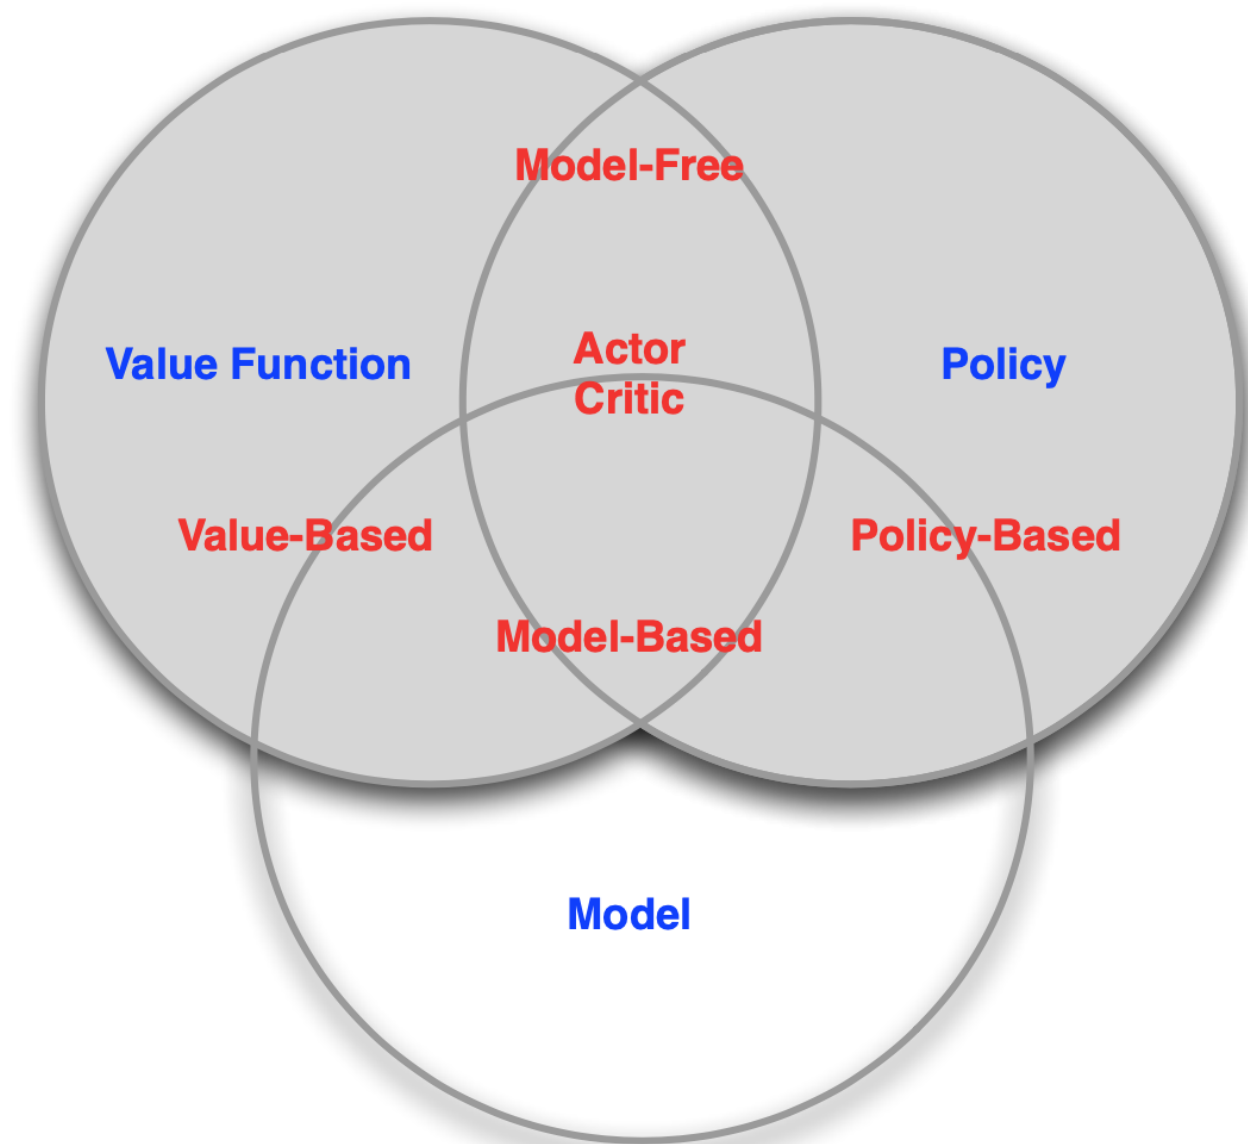 Model-Free
Actor
Critic
Value Function
Policy
Value-Based
Policy-Based
Model-Based
Model